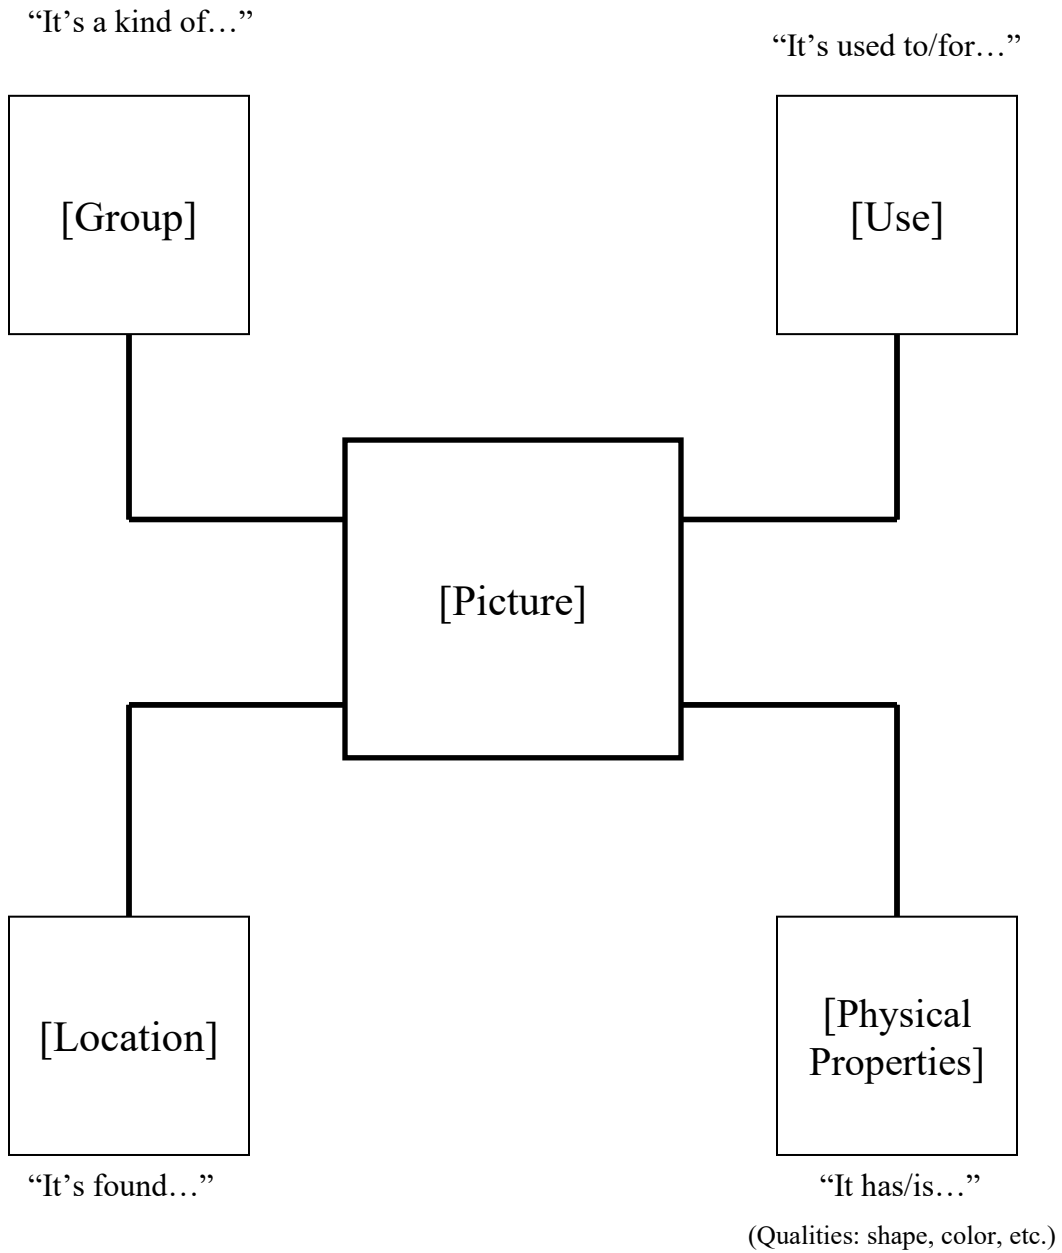 “It’s a kind of…”
“It’s used to/for…”
[Group]
[Use]
[Picture]
[Location]
[Physical
Properties]
“It’s found…”
“It has/is…”
(Qualities: shape, color, etc.)